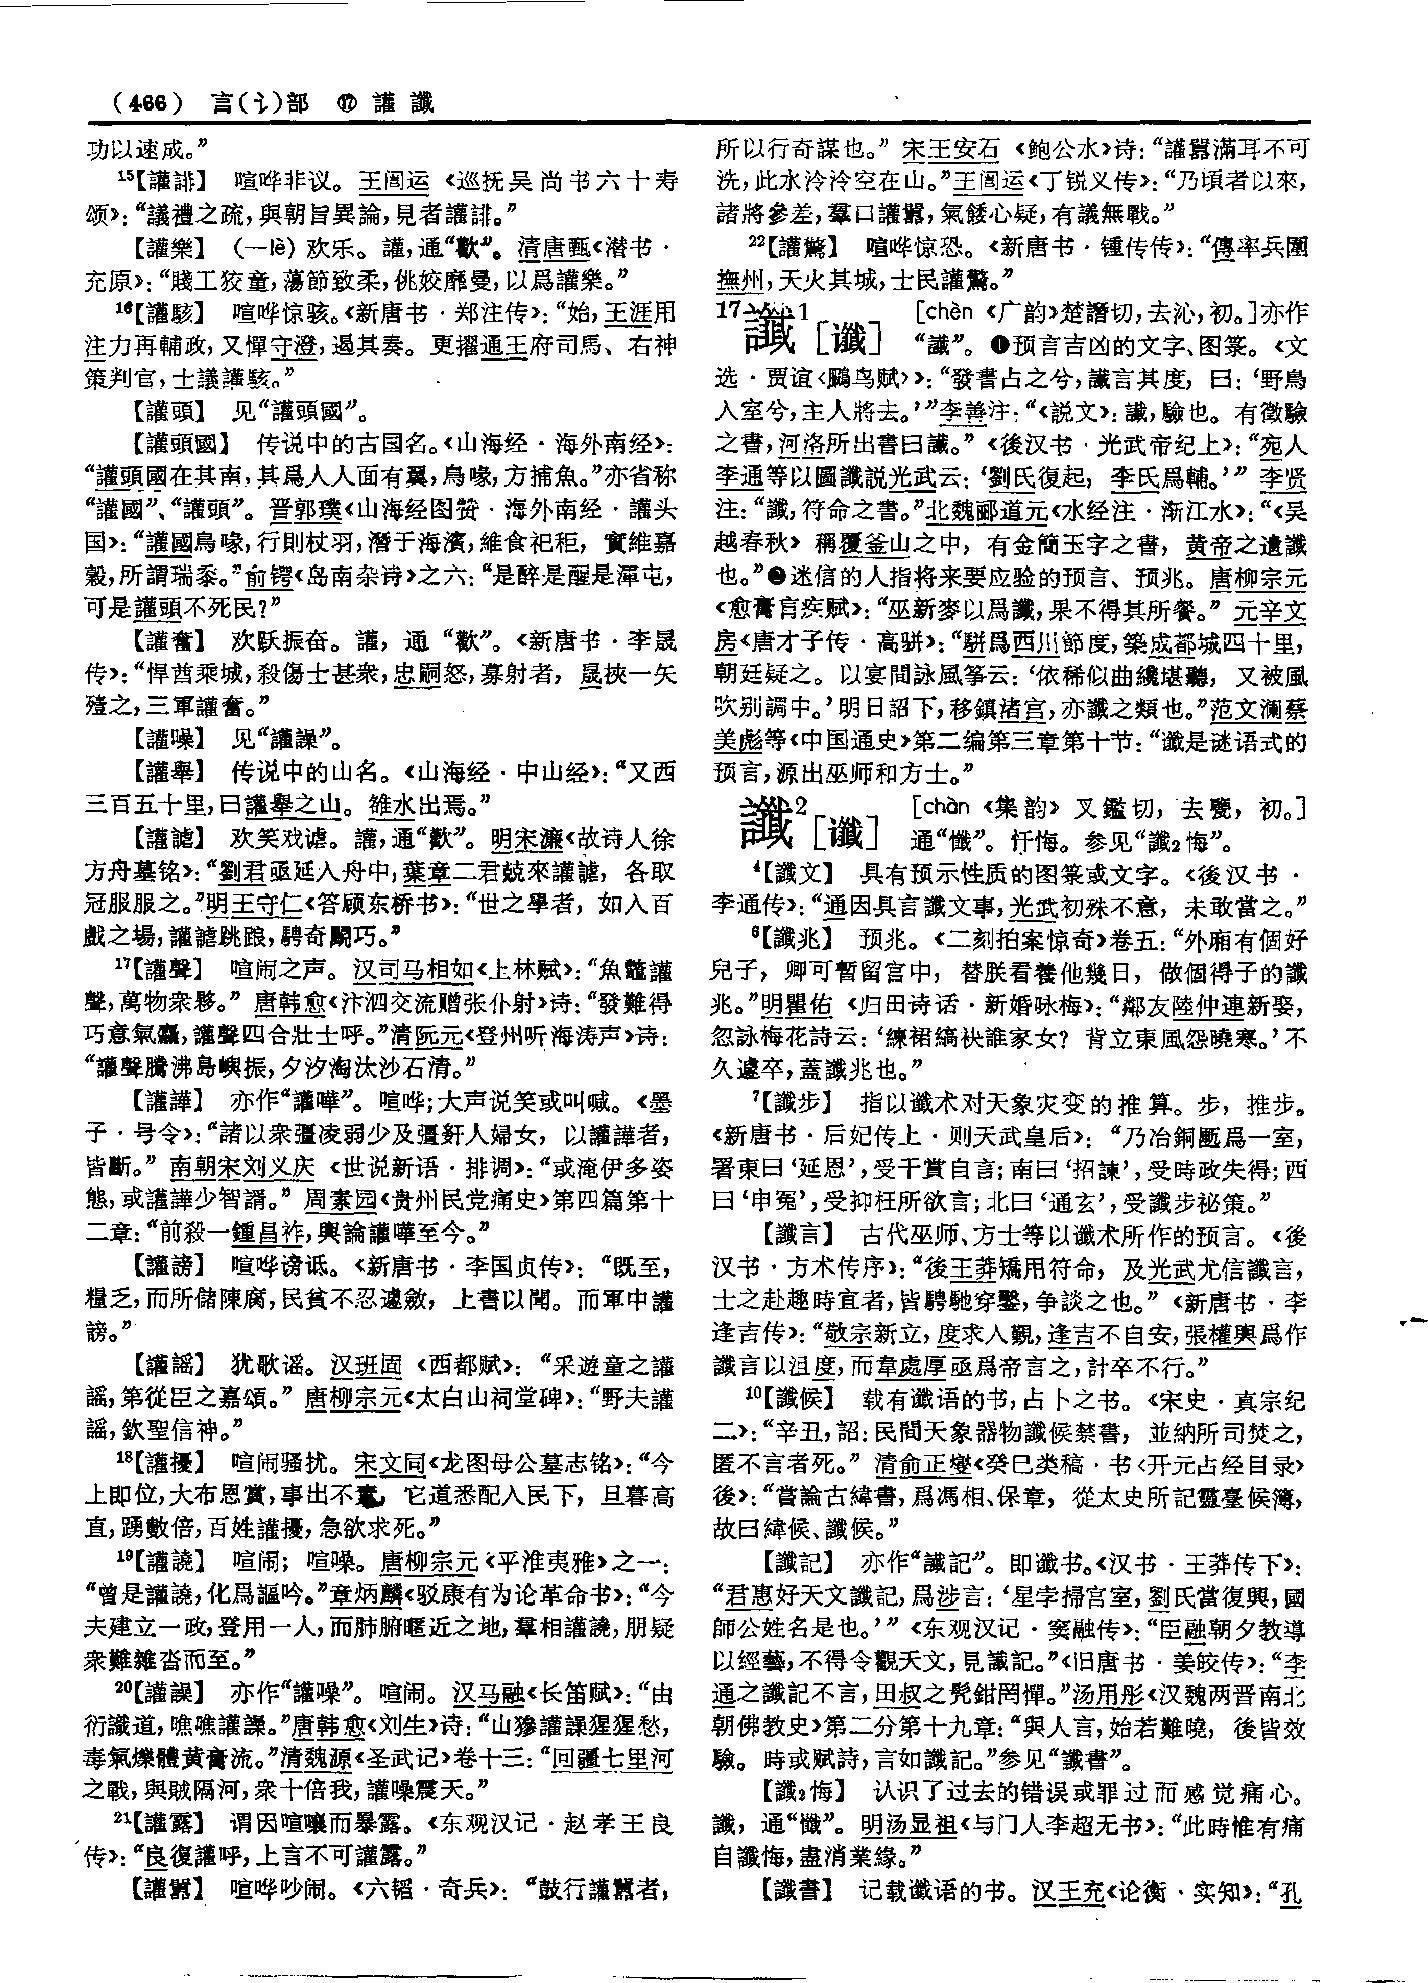 (466) 言(讠)部 ⑰ 讙 讖
功以速成。”
15【讙誹】 喧哗非议。王闿运《巡抚吴尚书六十寿
颂》：“議禮之疏，與朝旨異論，見者讙誹。”
【讙樂】 (—lè) 欢乐。讙，通“歡”。清唐甄《潜书·
充原》：“賤工狡童，蕩節致柔，佻姣靡曼，以爲讙樂。”
16【讙駭】 喧哗惊骇。《新唐书·郑注传》：“始，王涯用
注力再輔政，又憚守澄，遏其奏。更擢通王府司馬、右神
策判官，士議讙駭。”
【讙頭】 见“讙頭國”。
【讙頭國】 传说中的古国名。《山海经·海外南经》：
“讙頭國在其南，其爲人人面有翼，鳥喙，方捕魚。”亦省称
“讙國”、“讙頭”。晋郭璞《山海经图赞·海外南经·讙头
国》：“讙國鳥喙，行則杖羽，潛于海濱，維食祀秬，實維嘉
穀，所謂瑞黍。”俞锷《岛南杂诗》之六：“是醉是醒是渾屯，
可是讙頭不死民？”
【讙奮】 欢跃振奋。讙，通“歡”。《新唐书·李晟
传》：“悍酋乘城，殺傷士甚衆，忠嗣怒，募射者，晟挾一矢
殪之，三軍讙奮。”
【讙噪】 见“讙譟”。
【讙舉】 传说中的山名。《山海经·中山经》：“又西
三百五十里，曰讙舉之山。雒水出焉。”
【讙謔】 欢笑戏谑。讙，通“歡”。明宋濂《故诗人徐
方舟墓铭》：“劉君亟延入舟中，葉章二君兢來讙謔，各取
冠服服之。”明王守仁《答顾东桥书》：“世之學者，如入百
戲之場，讙謔跳踉，騁奇鬭巧。”
17【讙聲】 喧闹之声。汉司马相如《上林赋》：“魚鼈讙
聲，萬物衆夥。”唐韩愈《汴泗交流赠张仆射》诗：“發難得
巧意氣麤，讙聲四合壯士呼。”清阮元《登州听海涛声》诗：
“讙聲騰沸島嶼振，夕汐淘汰沙石清。”
【讙譁】 亦作“讙嘩”。喧哗；大声说笑或叫喊。《墨
子·号令》：“諸以衆彊凌弱少及彊姧人婦女，以讙譁者，
皆斷。”南朝宋刘义庆《世说新语·排调》：“或淹伊多姿
態，或讙譁少智諝。”周素园《贵州民党痛史》第四篇第十
二章：“前殺一鍾昌祚，輿論讙嘩至今。”
【讙謗】 喧哗谤诋。《新唐书·李国贞传》：“既至，
糧乏，而所儲陳腐，民貧不忍遽斂，上書以聞。而軍中讙
謗。”
【讙謡】 犹歌谣。汉班固《西都赋》：“采遊童之讙
謡，第從臣之嘉頌。”唐柳宗元《太白山祠堂碑》：“野夫讙
謡，欽聖信神。”
18【讙擾】 喧闹骚扰。宋文同《龙图母公墓志铭》：“今
上即位，大布恩賞，事出不意，它道悉配入民下，旦暮高
直，踴數倍，百姓讙擾，急欲求死。”
19【讙譊】 喧闹；喧噪。唐柳宗元《平淮夷雅》之一：
“曾是讙譊，化爲謳吟。”章炳麟《驳康有为论革命书》：“今
夫建立一政，登用一人，而肺腑暱近之地，羣相讙譊，朋疑
衆難雜沓而至。”
20【讙譟】 亦作“讙噪”。喧闹。汉马融《长笛赋》：“由
衍識道，噍噍讙譟。”唐韩愈《刘生》诗：“山㺑讙譟猩猩愁，
毒氣爍體黄膏流。”清魏源《圣武记》卷十三：“回疆七里河
之戰，與賊隔河，衆十倍我，讙噪震天。”
21【讙露】 谓因喧嚷而暴露。《东观汉记·赵孝王良
传》：“良復讙呼，上言不可讙露。”
【讙囂】 喧哗吵闹。《六韬·奇兵》：“鼓行讙囂者，
所以行奇謀也。”宋王安石《鲍公水》诗：“讙囂滿耳不可
洗，此水泠泠空在山。”王闿运《丁锐义传》：“乃頃者以來，
諸將參差，羣口讙囂，氣餒心疑，有議無戰。”
22【讙驚】 喧哗惊恐。《新唐书·锺传传》：“傳率兵圍
撫州，天火其城，士民讙驚。”
17讖1［谶］ ［chèn《广韵》楚譖切，去沁，初。］亦作
“䜟”。❶预言吉凶的文字、图箓。《文
选·贾谊〈鵩鸟赋〉》：“發書占之兮，讖言其度，曰：‘野鳥
入室兮，主人將去。’”李善注：“《説文》：讖，驗也。有徵驗
之書，河洛所出書曰讖。”《後汉书·光武帝纪上》：“宛人
李通等以圖讖説光武云：‘劉氏復起，李氏爲輔。’”李贤
注：“讖，符命之書。”北魏郦道元《水经注·渐江水》：“《吴
越春秋》稱覆釜山之中，有金簡玉字之書，黄帝之遺讖
也。”❷迷信的人指将来要应验的预言、预兆。唐柳宗元
《愈膏肓疾赋》：“巫新麥以爲讖，果不得其所餐。”元辛文
房《唐才子传·高骈》：“駢爲西川節度，築成都城四十里，
朝廷疑之。以宴間詠風筝云：‘依稀似曲纔堪聽，又被風
吹别調中。’明日詔下，移鎮渚宫，亦讖之類也。”范文澜蔡
美彪等《中国通史》第二编第三章第十节：“谶是谜语式的
预言，源出巫师和方士。”
讖2［谶］ ［chàn《集韵》叉鑑切，去鑑，初。］
通“懺”。忏悔。参见“讖2悔”。
4【讖文】 具有预示性质的图箓或文字。《後汉书·
李通传》：“通因具言讖文事，光武初殊不意，未敢當之。”
6【讖兆】 预兆。《二刻拍案惊奇》卷五：“外廂有個好
兒子，卿可暫留宫中，替朕看養他幾日，做個得子的讖
兆。”明瞿佑《归田诗话·新婚咏梅》：“鄰友陸仲連新娶，
忽詠梅花詩云：‘練裙縞袂誰家女？背立東風怨曉寒。’不
久遽卒，蓋讖兆也。”
7【讖步】 指以谶术对天象灾变的推算。步，推步。
《新唐书·后妃传上·则天武皇后》：“乃冶銅匭爲一室，
署東曰‘延恩’，受干賞自言；南曰‘招諫’，受時政失得；西
曰‘申冤’，受抑枉所欲言；北曰‘通玄’，受讖步祕策。”
【讖言】 古代巫师、方士等以谶术所作的预言。《後
汉书·方术传序》：“後王莽矯用符命，及光武尤信讖言，
士之赴趣時宜者，皆騁馳穿鑿，争談之也。”《新唐书·李
逢吉传》：“敬宗新立，度求入覲，逢吉不自安，張權輿爲作
讖言以沮度，而韋處厚亟爲帝言之，計卒不行。”
10【讖候】 载有谶语的书，占卜之书。《宋史·真宗纪
二》：“辛丑，詔：民間天象器物讖候禁書，並納所司焚之，
匿不言者死。”清俞正燮《癸巳类稿·书〈开元占经目录〉
後》：“嘗論古緯書，爲馮相、保章，從太史所記靈臺候簿，
故曰緯候、讖候。”
【讖記】 亦作“䜟記”。即谶书。《汉书·王莽传下》：
“君惠好天文讖記，爲涉言：‘星孛掃宫室，劉氏當復興，國
師公姓名是也。’”《东观汉记·窦融传》：“臣融朝夕教導
以經藝，不得令觀天文，見讖記。”《旧唐书·姜皎传》：“李
通之讖記不言，田叔之髡鉗罔憚。”汤用彤《汉魏两晋南北
朝佛教史》第二分第十九章：“與人言，始若難曉，後皆效
驗。時或赋詩，言如讖記。”参见“讖書”。
【讖2悔】 认识了过去的错误或罪过而感觉痛心。
讖，通“懺”。明汤显祖《与门人李超无书》：“此時惟有痛
自讖悔，盡消業緣。”
【讖書】 记载谶语的书。汉王充《论衡·实知》：“孔